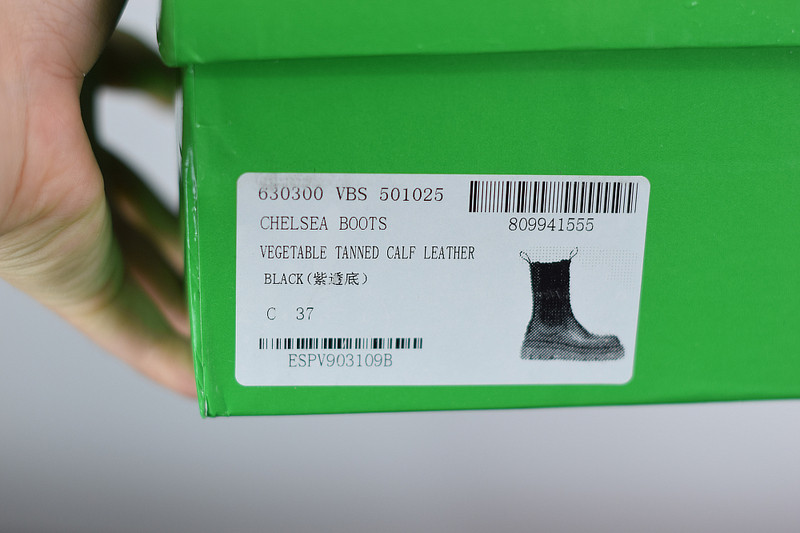 630300 VBS 501025
809941555
CHELSEA BOOTS
VEGETABLE TANNED CALF LEATHER
BLACK(紫透底)
C 37
ESPV903109B